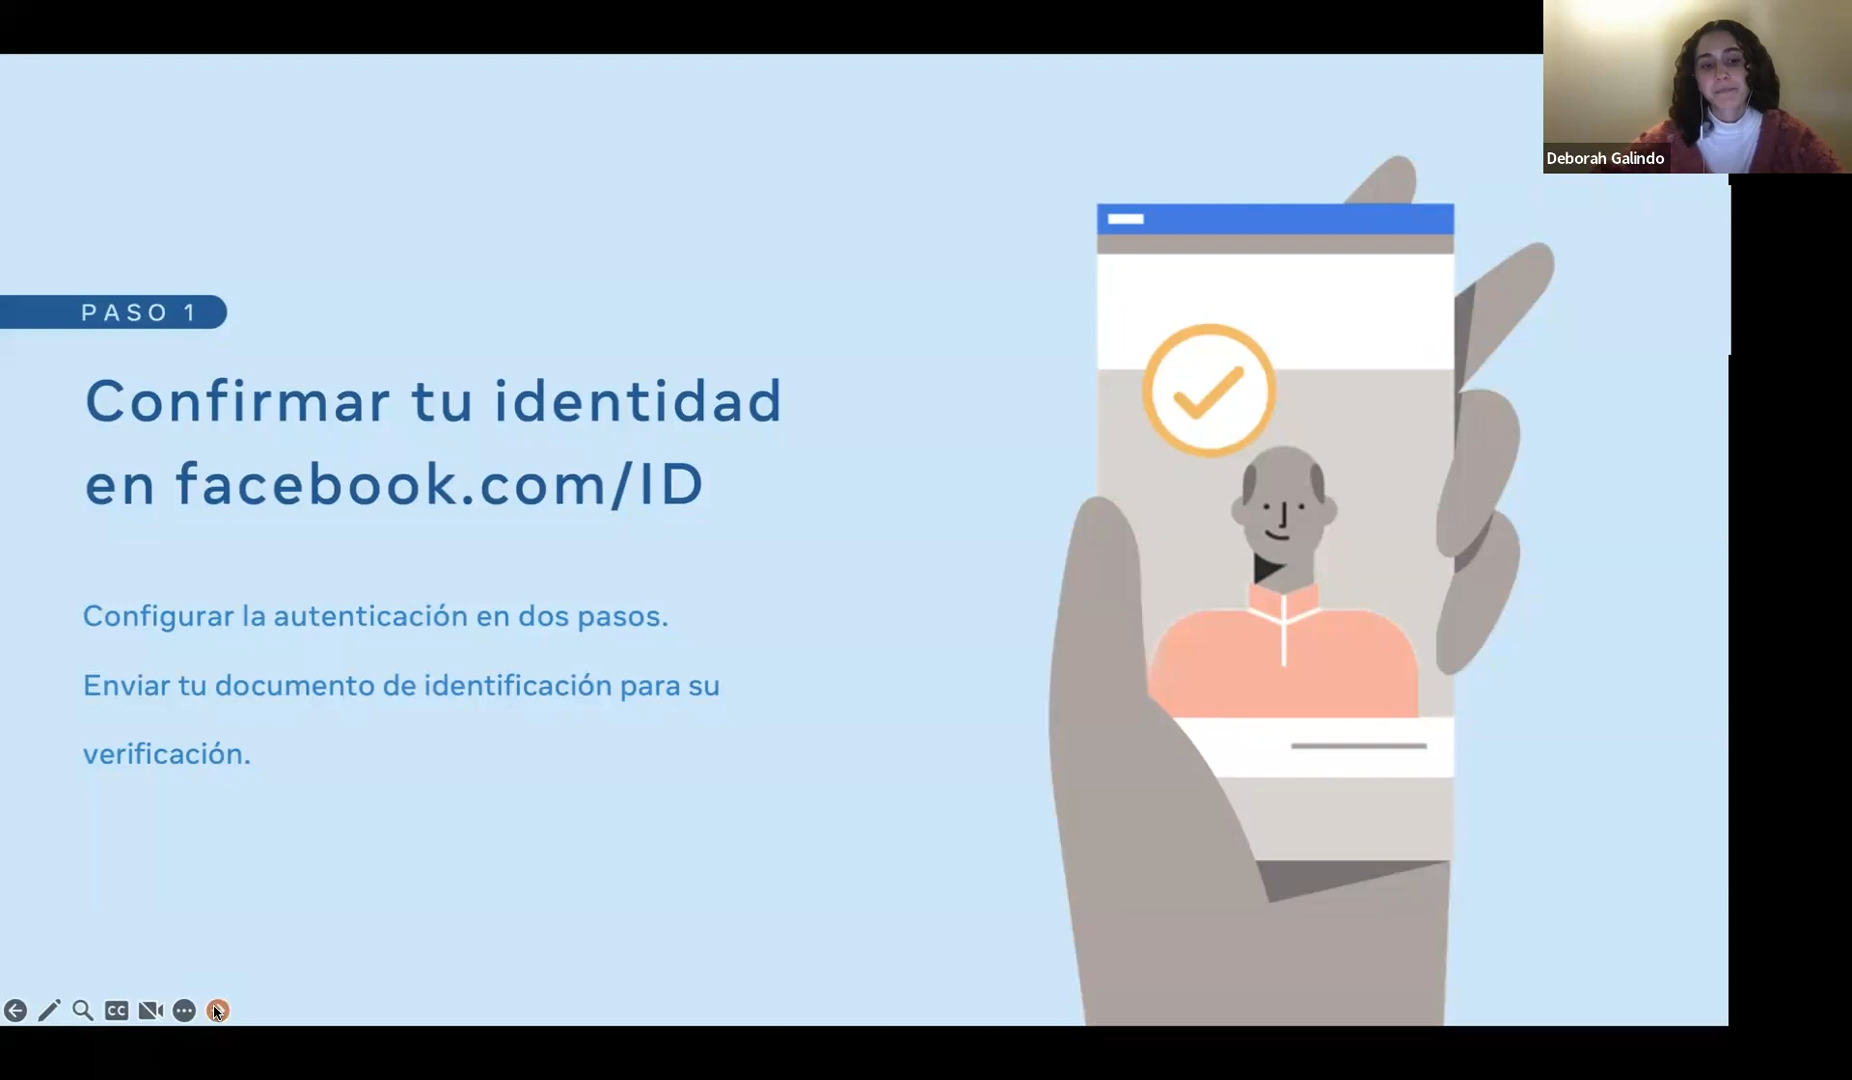 Deborah Galindo
PASO 1
Confirmar tu identidad
en facebook.com/ID
Configurar la autenticación en dos pasos.
Enviar tu documento de identificación para su
verificación.
CC